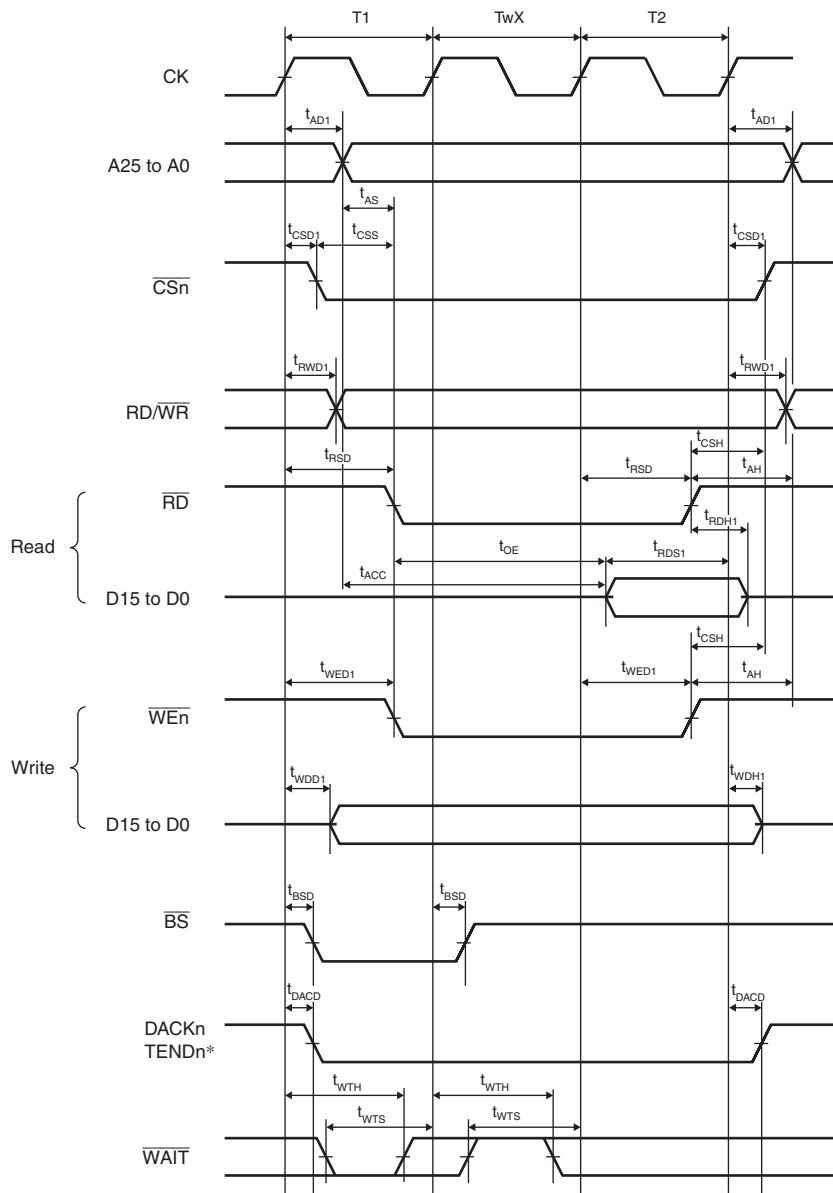 T1 TwX T2
CK
tAD1 tAD1
A25 to A0
tAS
tCSD1 tCSS tCSD1
CSn
tRWD1 tRWD1
RD/WR
tCSH
tRSD tRSD tAH
RD
tRDH1
Read
tOE tRDS1
tACC
D15 to D0
tCSH
tWED1 tWED1 tAH
WEn
Write
tWDD1 tWDH1
D15 to D0
tBSD tBSD
BS
tDACD tDACD
DACKn
TENDn*
tWTH tWTH
tWTS tWTS
WAIT